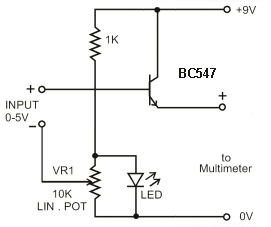 +9V
1K
BC547
+
+
INPUT
0-5V
−
VR1
10K
LIN . POT
LED
to
Multimeter
0V